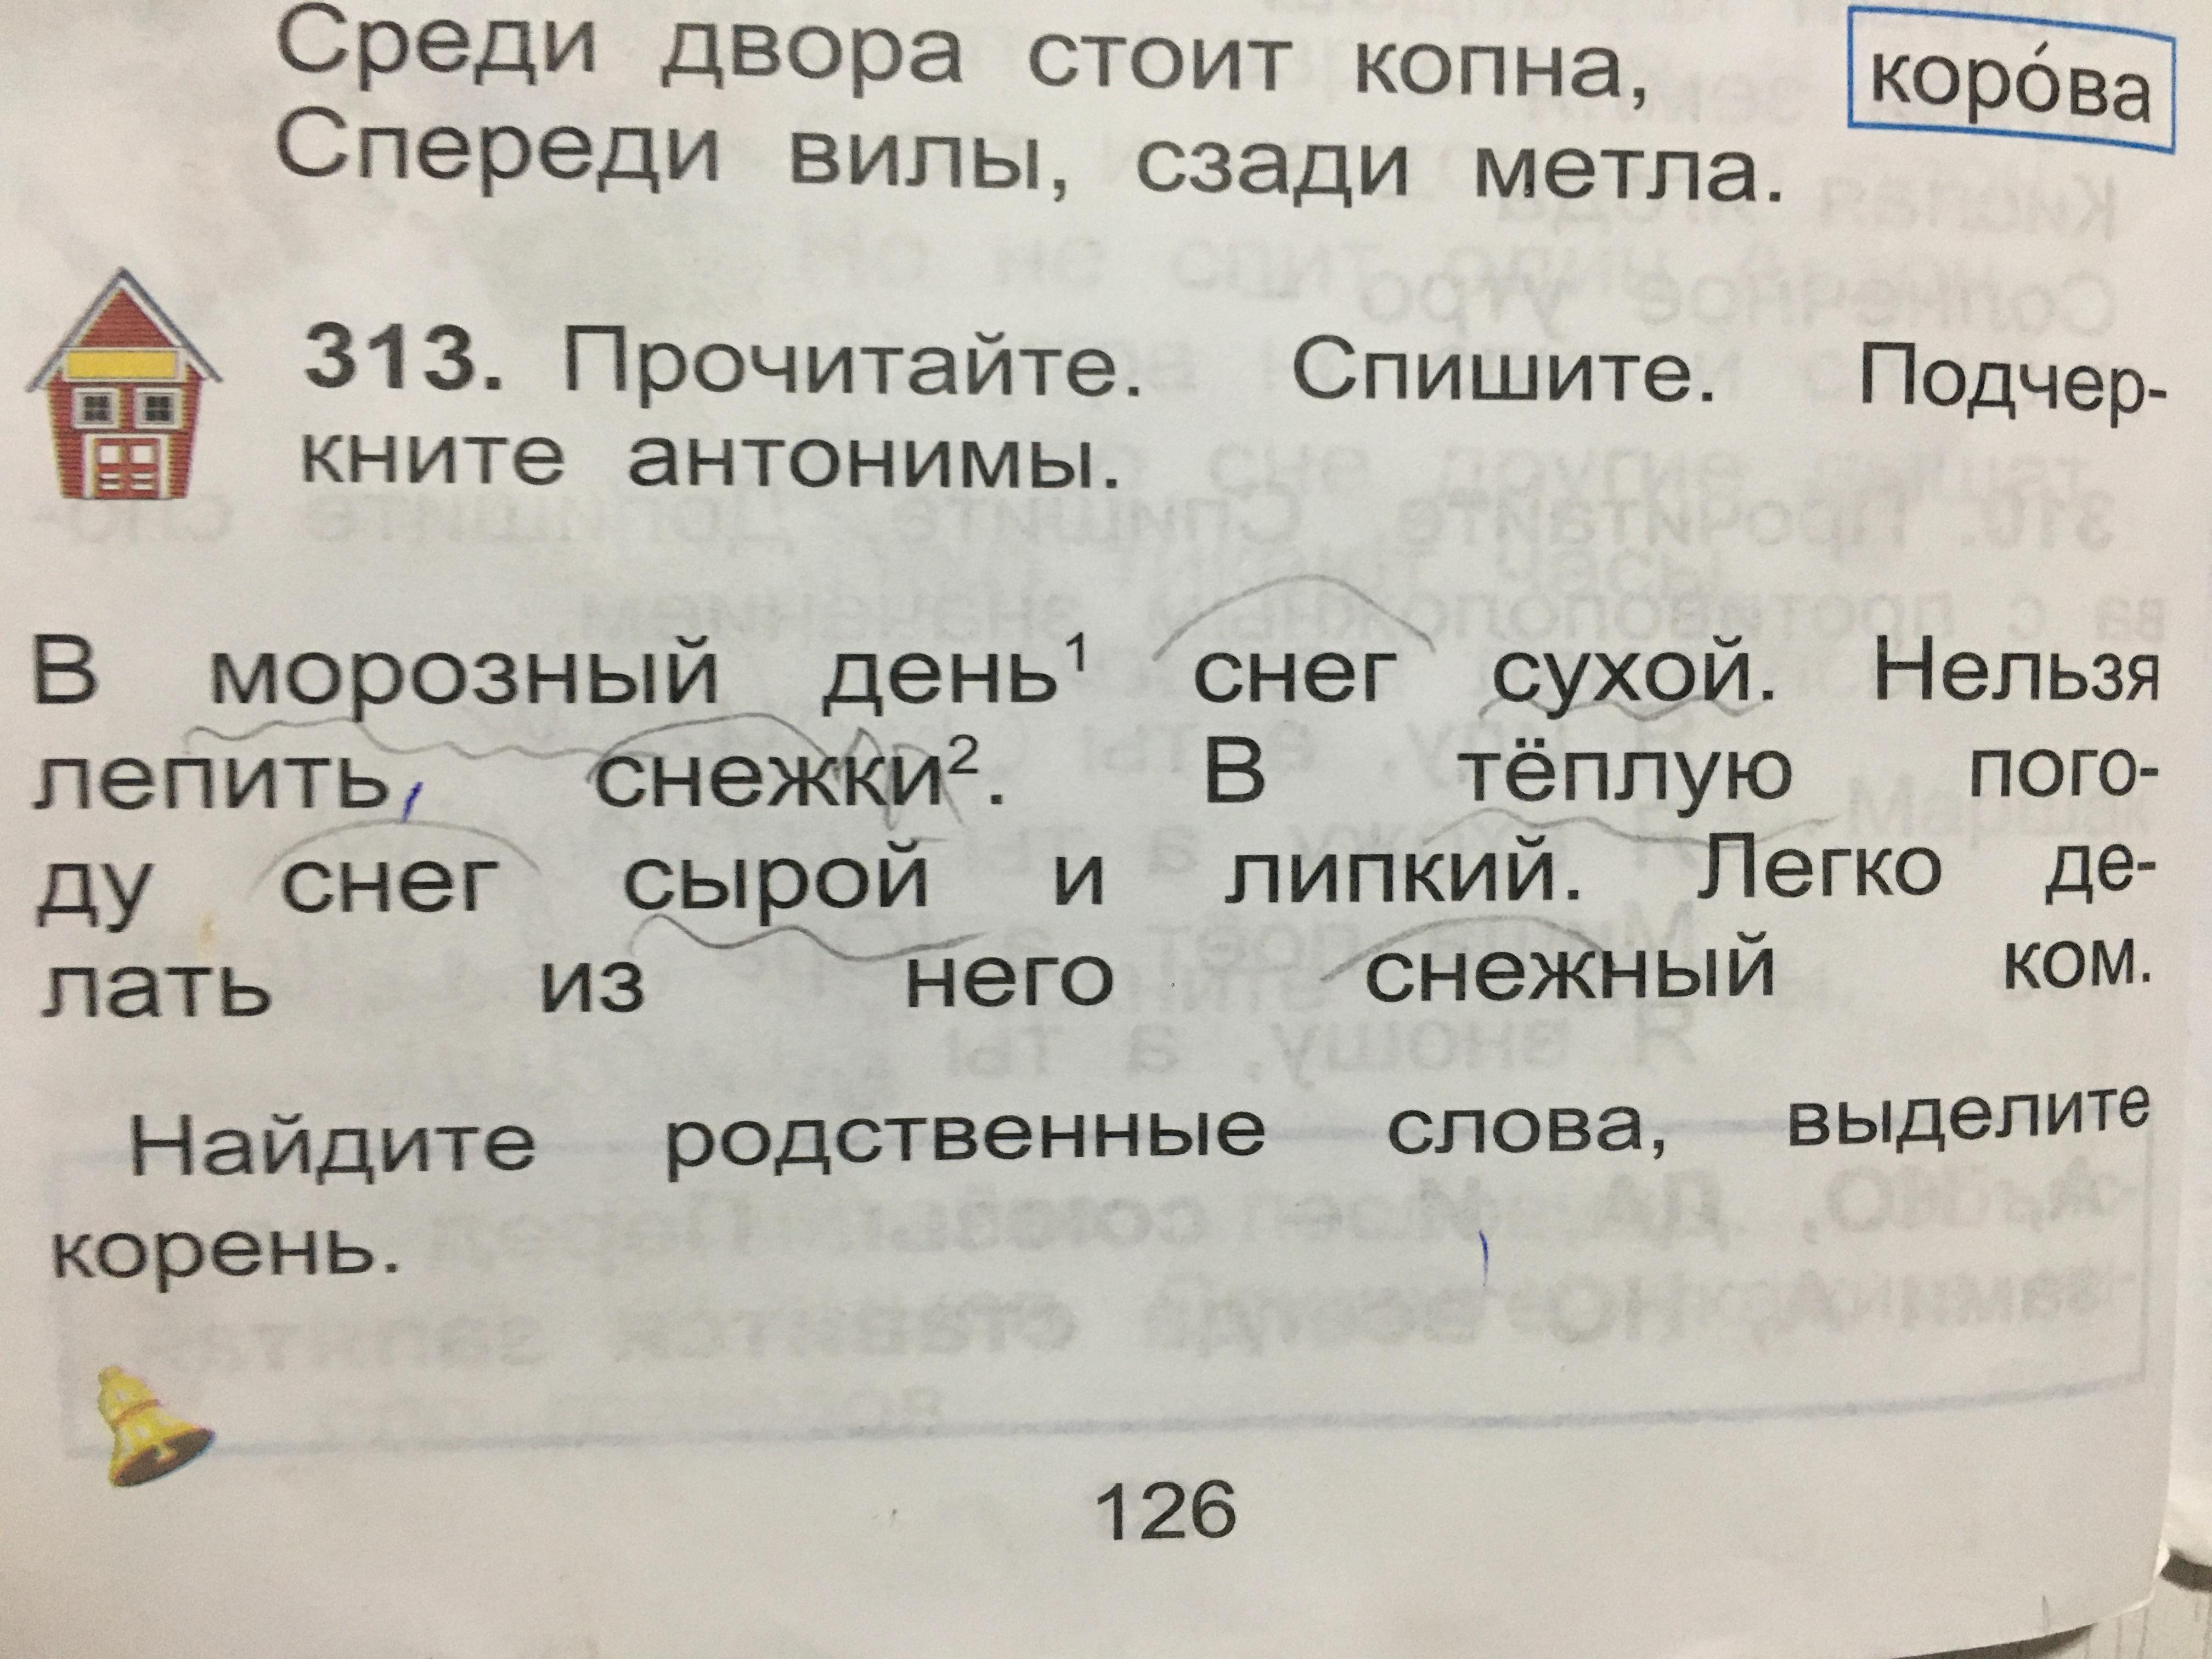 Среди двора стоит копна,
корóва
Спереди вилы, сзади метла.
313. Прочитайте. Спишите. Подчер-
кните антонимы.
В морозный день¹ снег сухой. Нельзя
лепить, снежки². В тёплую пого-
ду снег сырой и липкий. Легко де-
лать из него снежный ком.
Найдите родственные слова, выделите
корень.
126